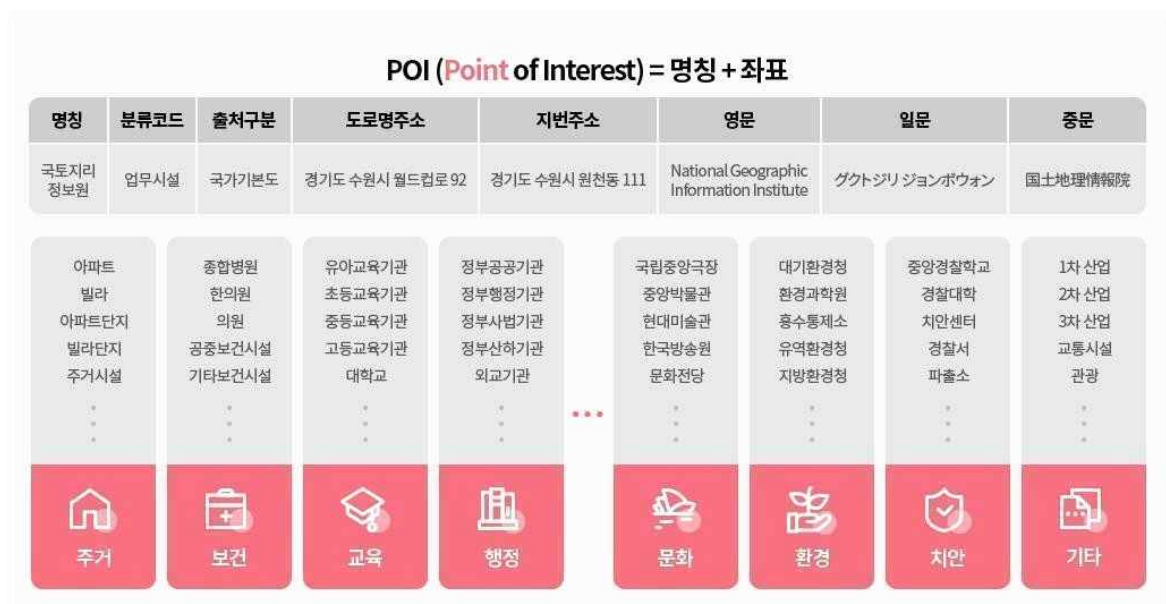 POI (Point of Interest) = 명칭 + 좌표
명칭 분류코드 출처구분 도로명주소 지번주소 영문 일문 중문
국토지리
정보원
업무시설
국가기본도
경기도 수원시 월드컵로 92
경기도 수원시 원천동 111
National Geographic
Information Institute
グクトジリ ジョンボウォン
国土地理情報院
아파트
빌라
아파트단지
빌라단지
주거시설
주거
종합병원
한의원
의원
공중보건시설
기타보건시설
보건
유아교육기관
초등교육기관
중등교육기관
고등교육기관
대학교
교육
정부공공기관
정부행정기관
정부사법기관
정부산하기관
외교기관
행정
국립중앙극장
중앙박물관
현대미술관
한국방송원
문화전당
문화
대기환경청
환경과학원
홍수통제소
유역환경청
지방환경청
환경
중앙경찰학교
경찰대학
치안센터
경찰서
파출소
치안
1차 산업
2차 산업
3차 산업
교통시설
관광
기타